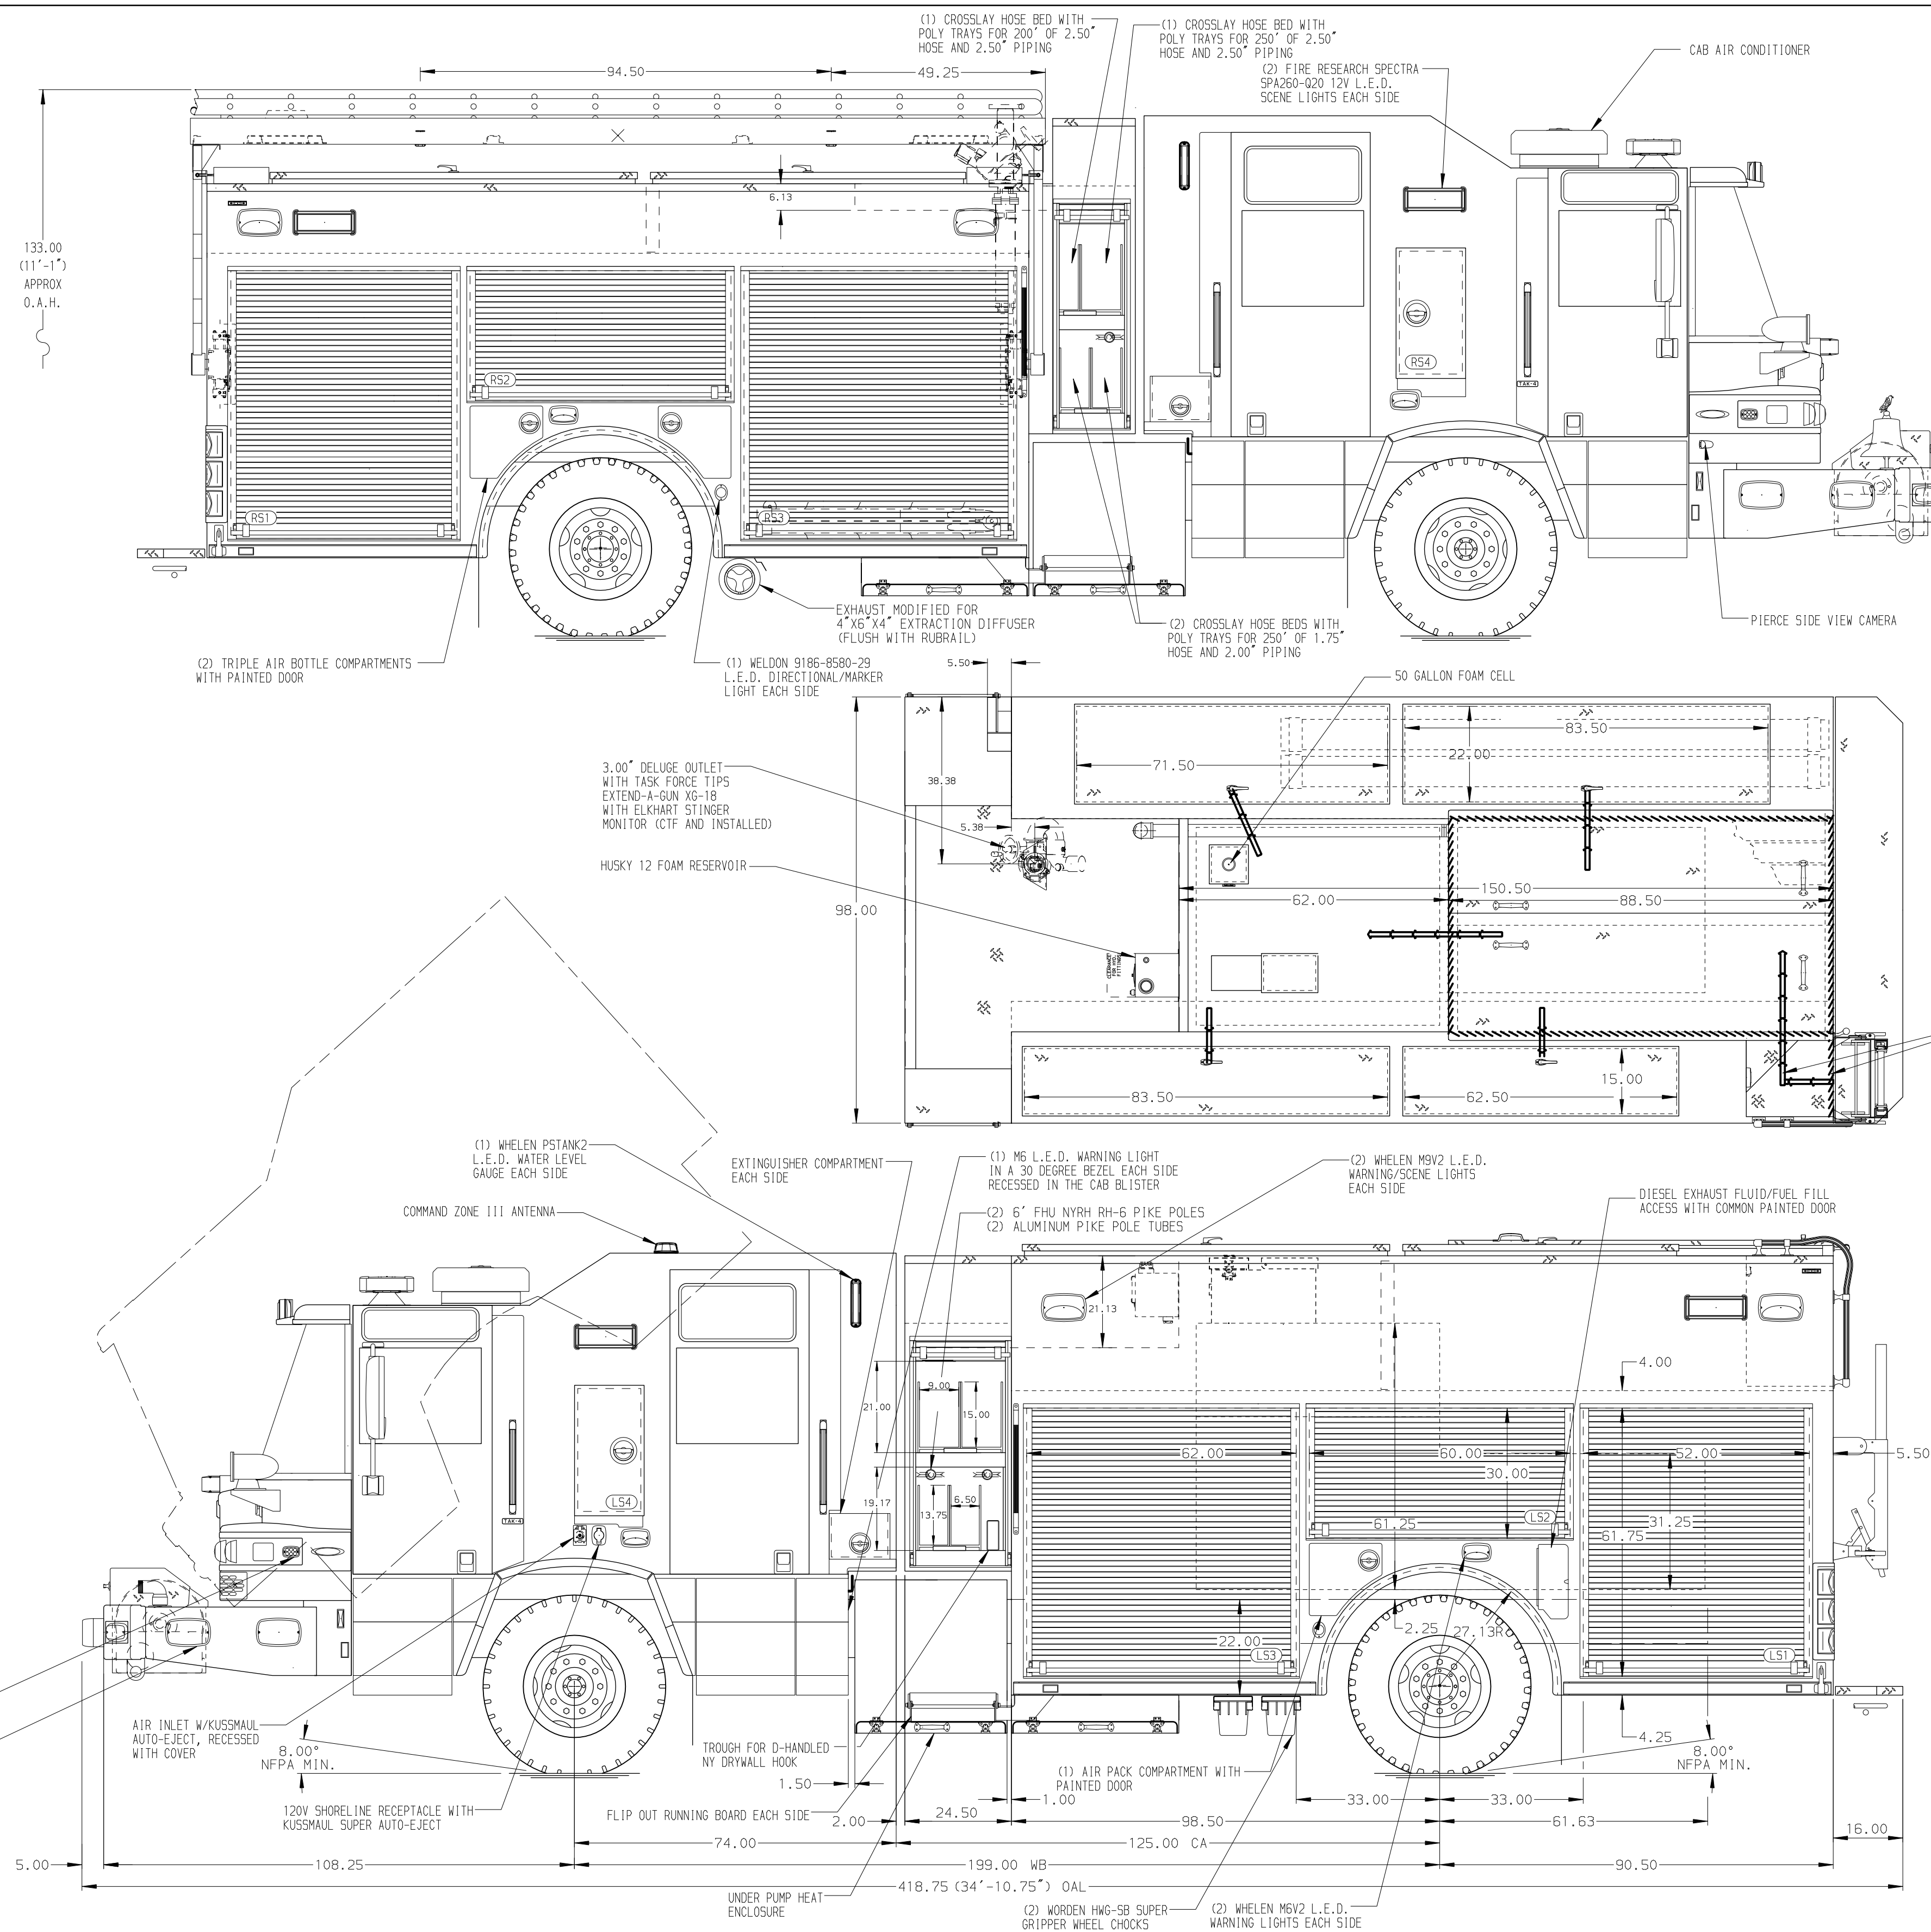 (1) CROSSLAY HOSE BED WITH
POLY TRAYS FOR 200' OF 2.50"
HOSE AND 2.50" PIPING
(1) CROSSLAY HOSE BED WITH
POLY TRAYS FOR 250' OF 2.50"
HOSE AND 2.50" PIPING
(2) FIRE RESEARCH SPECTRA
SPA260-Q20 12V L.E.D.
SCENE LIGHTS EACH SIDE
CAB AIR CONDITIONER
94.50
49.25
133.00
(11'-1")
APPROX
O.A.H.
6.13
RS2
RS4
TAK-4
RS1
RS3
EXHAUST MODIFIED FOR
4"X6"X4" EXTRACTION DIFFUSER
(FLUSH WITH RUBRAIL)
(2) CROSSLAY HOSE BEDS WITH
POLY TRAYS FOR 250' OF 1.75"
HOSE AND 2.00" PIPING
PIERCE SIDE VIEW CAMERA
(2) TRIPLE AIR BOTTLE COMPARTMENTS
WITH PAINTED DOOR
(1) WELDON 9186-8580-29
L.E.D. DIRECTIONAL/MARKER
LIGHT EACH SIDE
5.50
50 GALLON FOAM CELL
3.00" DELUGE OUTLET
WITH TASK FORCE TIPS
EXTEND-A-GUN XG-18
WITH ELKHART STINGER
MONITOR (CTF AND INSTALLED)
HUSKY 12 FOAM RESERVOIR
38.38
5.38
71.50
83.50
22.00
98.00
150.50
62.00
88.50
CLEARANCE
FOR HYD.
FITTINGS
83.50
62.50
15.00
(1) WHELEN PSTANK2
L.E.D. WATER LEVEL
GAUGE EACH SIDE
EXTINGUISHER COMPARTMENT
EACH SIDE
COMMAND ZONE III ANTENNA
(1) M6 L.E.D. WARNING LIGHT
IN A 30 DEGREE BEZEL EACH SIDE
RECESSED IN THE CAB BLISTER
(2) 6' FHU NYRH RH-6 PIKE POLES
(2) ALUMINUM PIKE POLE TUBES
(2) WHELEN M9V2 L.E.D.
WARNING/SCENE LIGHTS
EACH SIDE
DIESEL EXHAUST FLUID/FUEL FILL
ACCESS WITH COMMON PAINTED DOOR
21.13
4.00
9.00
21.00
15.00
62.00
60.00
52.00
5.50
30.00
LS4
19.17
6.50
13.75
TAK-4
LS2
61.25
31.25
61.75
2.25
27.13R
22.00
LS3
LS1
AIR INLET W/KUSSMAUL
AUTO-EJECT, RECESSED
WITH COVER
8.00°
NFPA MIN.
TROUGH FOR D-HANDLED
NY DRYWALL HOOK
1.50
4.25
8.00°
NFPA MIN.
(1) AIR PACK COMPARTMENT WITH
PAINTED DOOR
120V SHORELINE RECEPTACLE WITH
KUSSMAUL SUPER AUTO-EJECT
FLIP OUT RUNNING BOARD EACH SIDE
2.00
24.50
1.00
98.50
33.00
33.00
61.63
16.00
74.00
125.00 CA
5.00
108.25
199.00 WB
90.50
418.75 (34'-10.75") OAL
UNDER PUMP HEAT
ENCLOSURE
(2) WORDEN HWG-SB SUPER
GRIPPER WHEEL CHOCKS
(2) WHELEN M6V2 L.E.D.
WARNING LIGHTS EACH SIDE